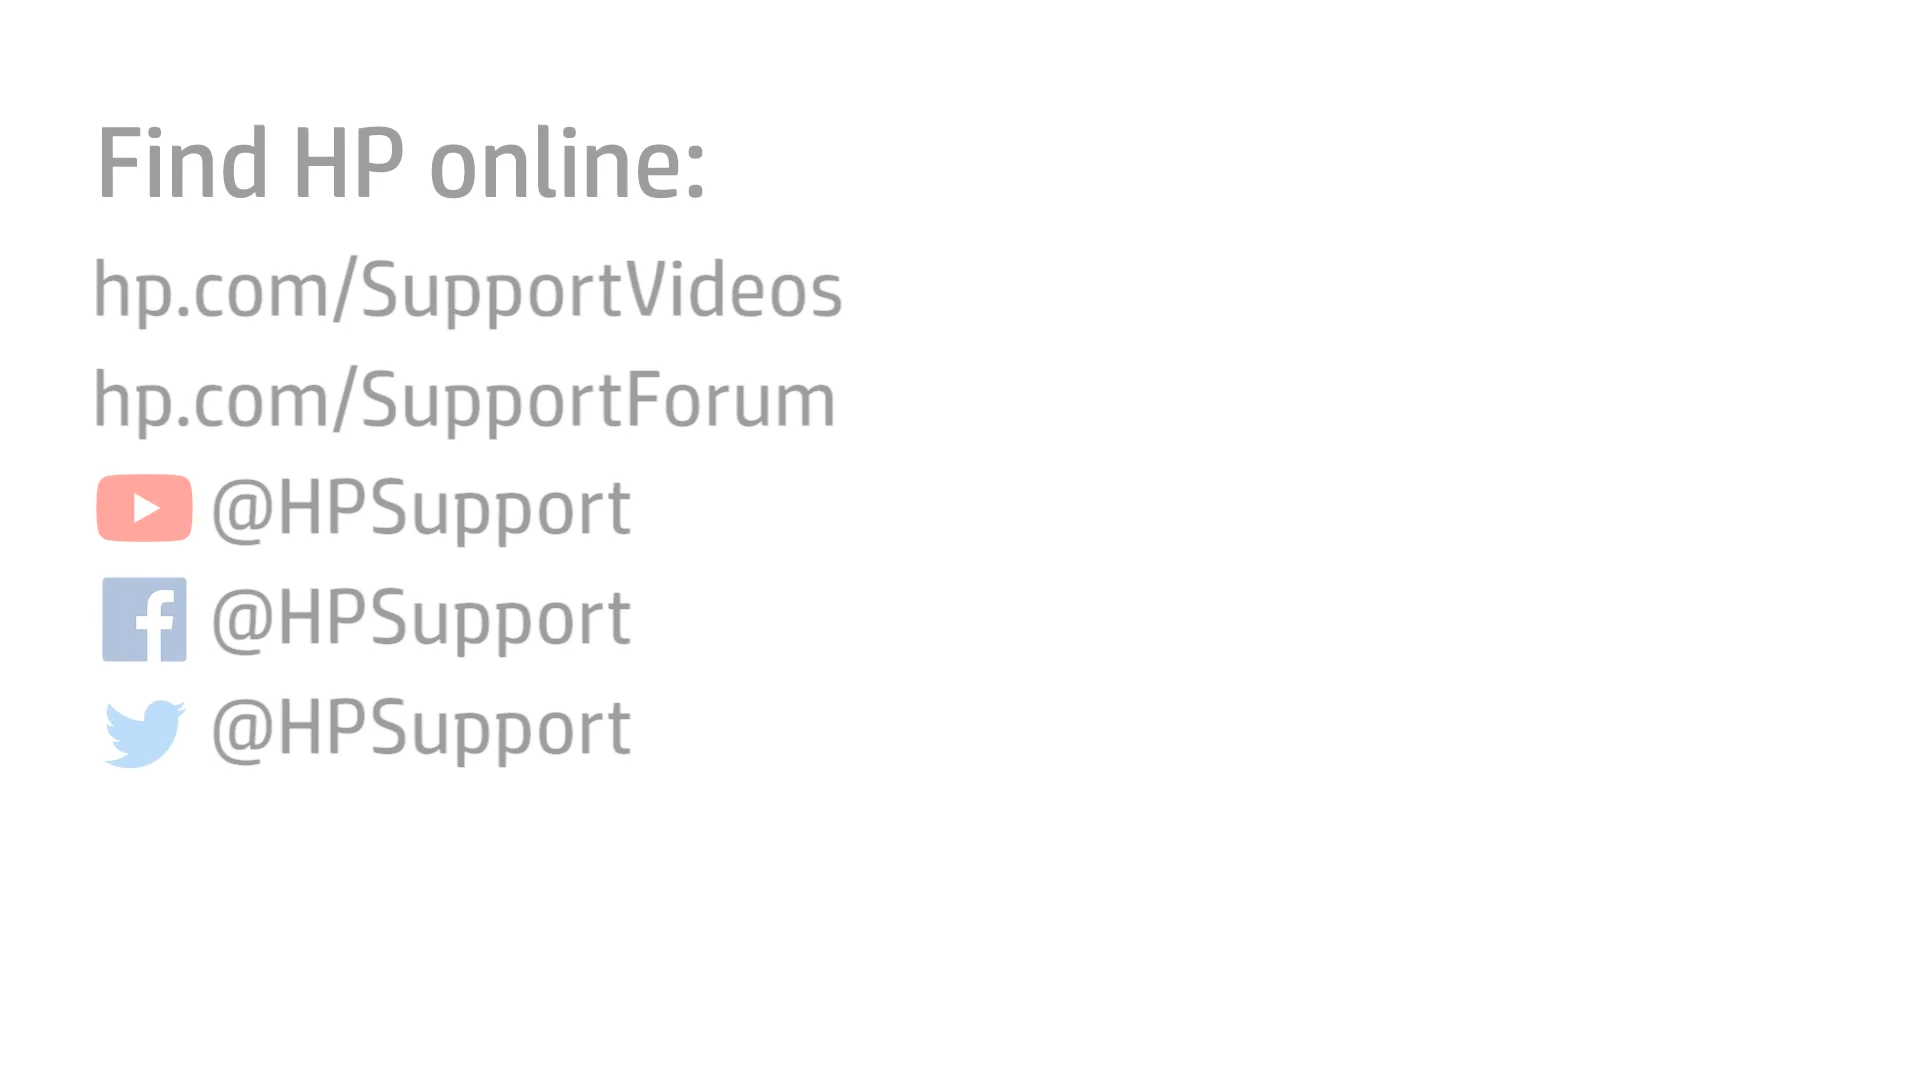 Find HP online:
hp.com/SupportVideos
hp.com/SupportForum
@HPSupport
@HPSupport
@HPSupport